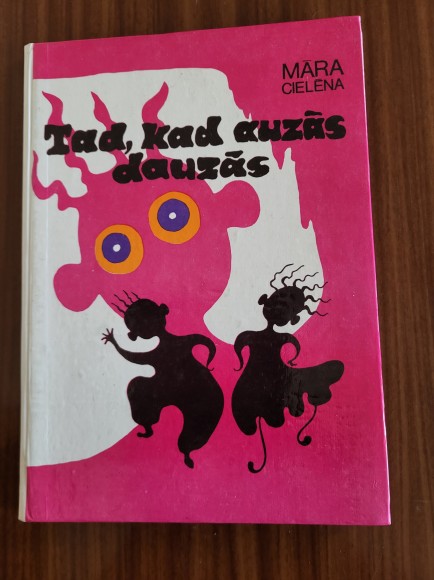 MĀRA
CIELĒNA
Tad, kad auzās
dauzās